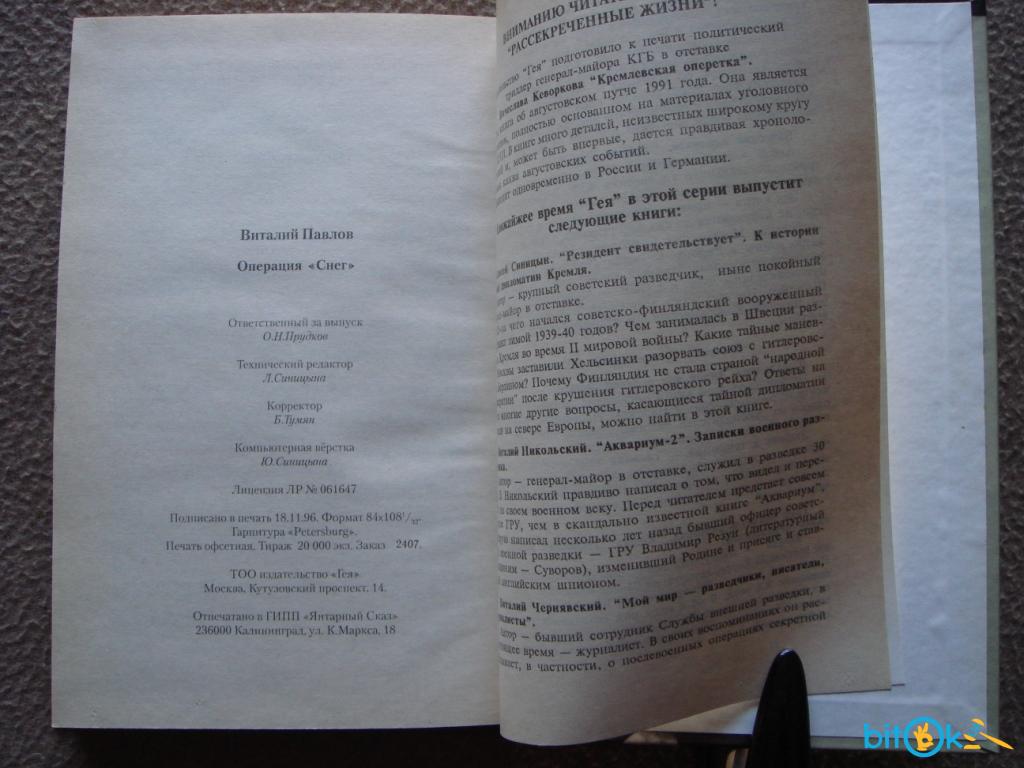 Виталий Павлов
Операция «Снег»
Ответственный за выпуск
О.Н.Прудков
Технический редактор
Л.Синицына
Корректор
Б.Тумян
Компьютерная вёрстка
Ю.Синицына
Лицензия ЛР № 061647
Подписано в печать 18.11.96. Формат 84х108¹/₃₂.
Гарнитура «Petersburg».
Печать офсетная. Тираж 20 000 экз. Заказ 2407.
ТОО издательство «Гея».
Москва, Кутузовский проспект, 14.
Отпечатано в ГИПП «Янтарный Сказ»
236000 Калининград, ул. К.Маркса, 18
ВНИМАНИЮ
"РАССЕКРЕЧЕННЫЕ ЖИЗНИ"!
"Гея" подготовило к печати политический
триллер генерал-майора КГБ в отставке
Кеворкова "Кремлевская оперетка".
об августовском путче 1991 года. Она является
полностью основанном на материалах уголовного
В книге много деталей, неизвестных широкому кругу
и, может быть впервые, дается правдивая хроноло-
августовских событий.
одновременно в России и Германии.
время "Гея" в этой серии выпустит
следующие книги:
Синицын. "Резидент свидетельствует". К истории
дипломатии Кремля.
– крупный советский разведчик, ныне покойный
в отставке.
чего начался советско-финляндский вооруженный
зимой 1939-40 годов? Чем занималась в Швеции раз-
Кремля во время II мировой войны? Какие тайные манев-
заставили Хельсинки разорвать союз с гитлеровс-
Почему Финляндия не стала страной "народной
после крушения гитлеровского рейха? Ответы на
многие другие вопросы, касающиеся тайной дипломатии
на севере Европы, можно найти в этой книге.
Никольский. "Аквариум-2". Записки военного раз-
– генерал-майор в отставке, служил в разведке 30
Никольский правдиво написал о том, что видел и пере-
на своем военном веку. Перед читателем предстает совсем
ГРУ, чем в скандально известной книге "Аквариум",
написал несколько лет назад бывший офицер советс-
разведки — ГРУ Владимир Резун (литературный
— Суворов), изменивший Родине и присяге и став-
английским шпионом.
Виталий Чернявский. "Мой мир — разведчики, писатели,
Автор – бывший сотрудник Службы внешней разведки, в
время — журналист. В своих воспоминаниях он рас-
в частности, о послевоенных операциях секретной
bitOk